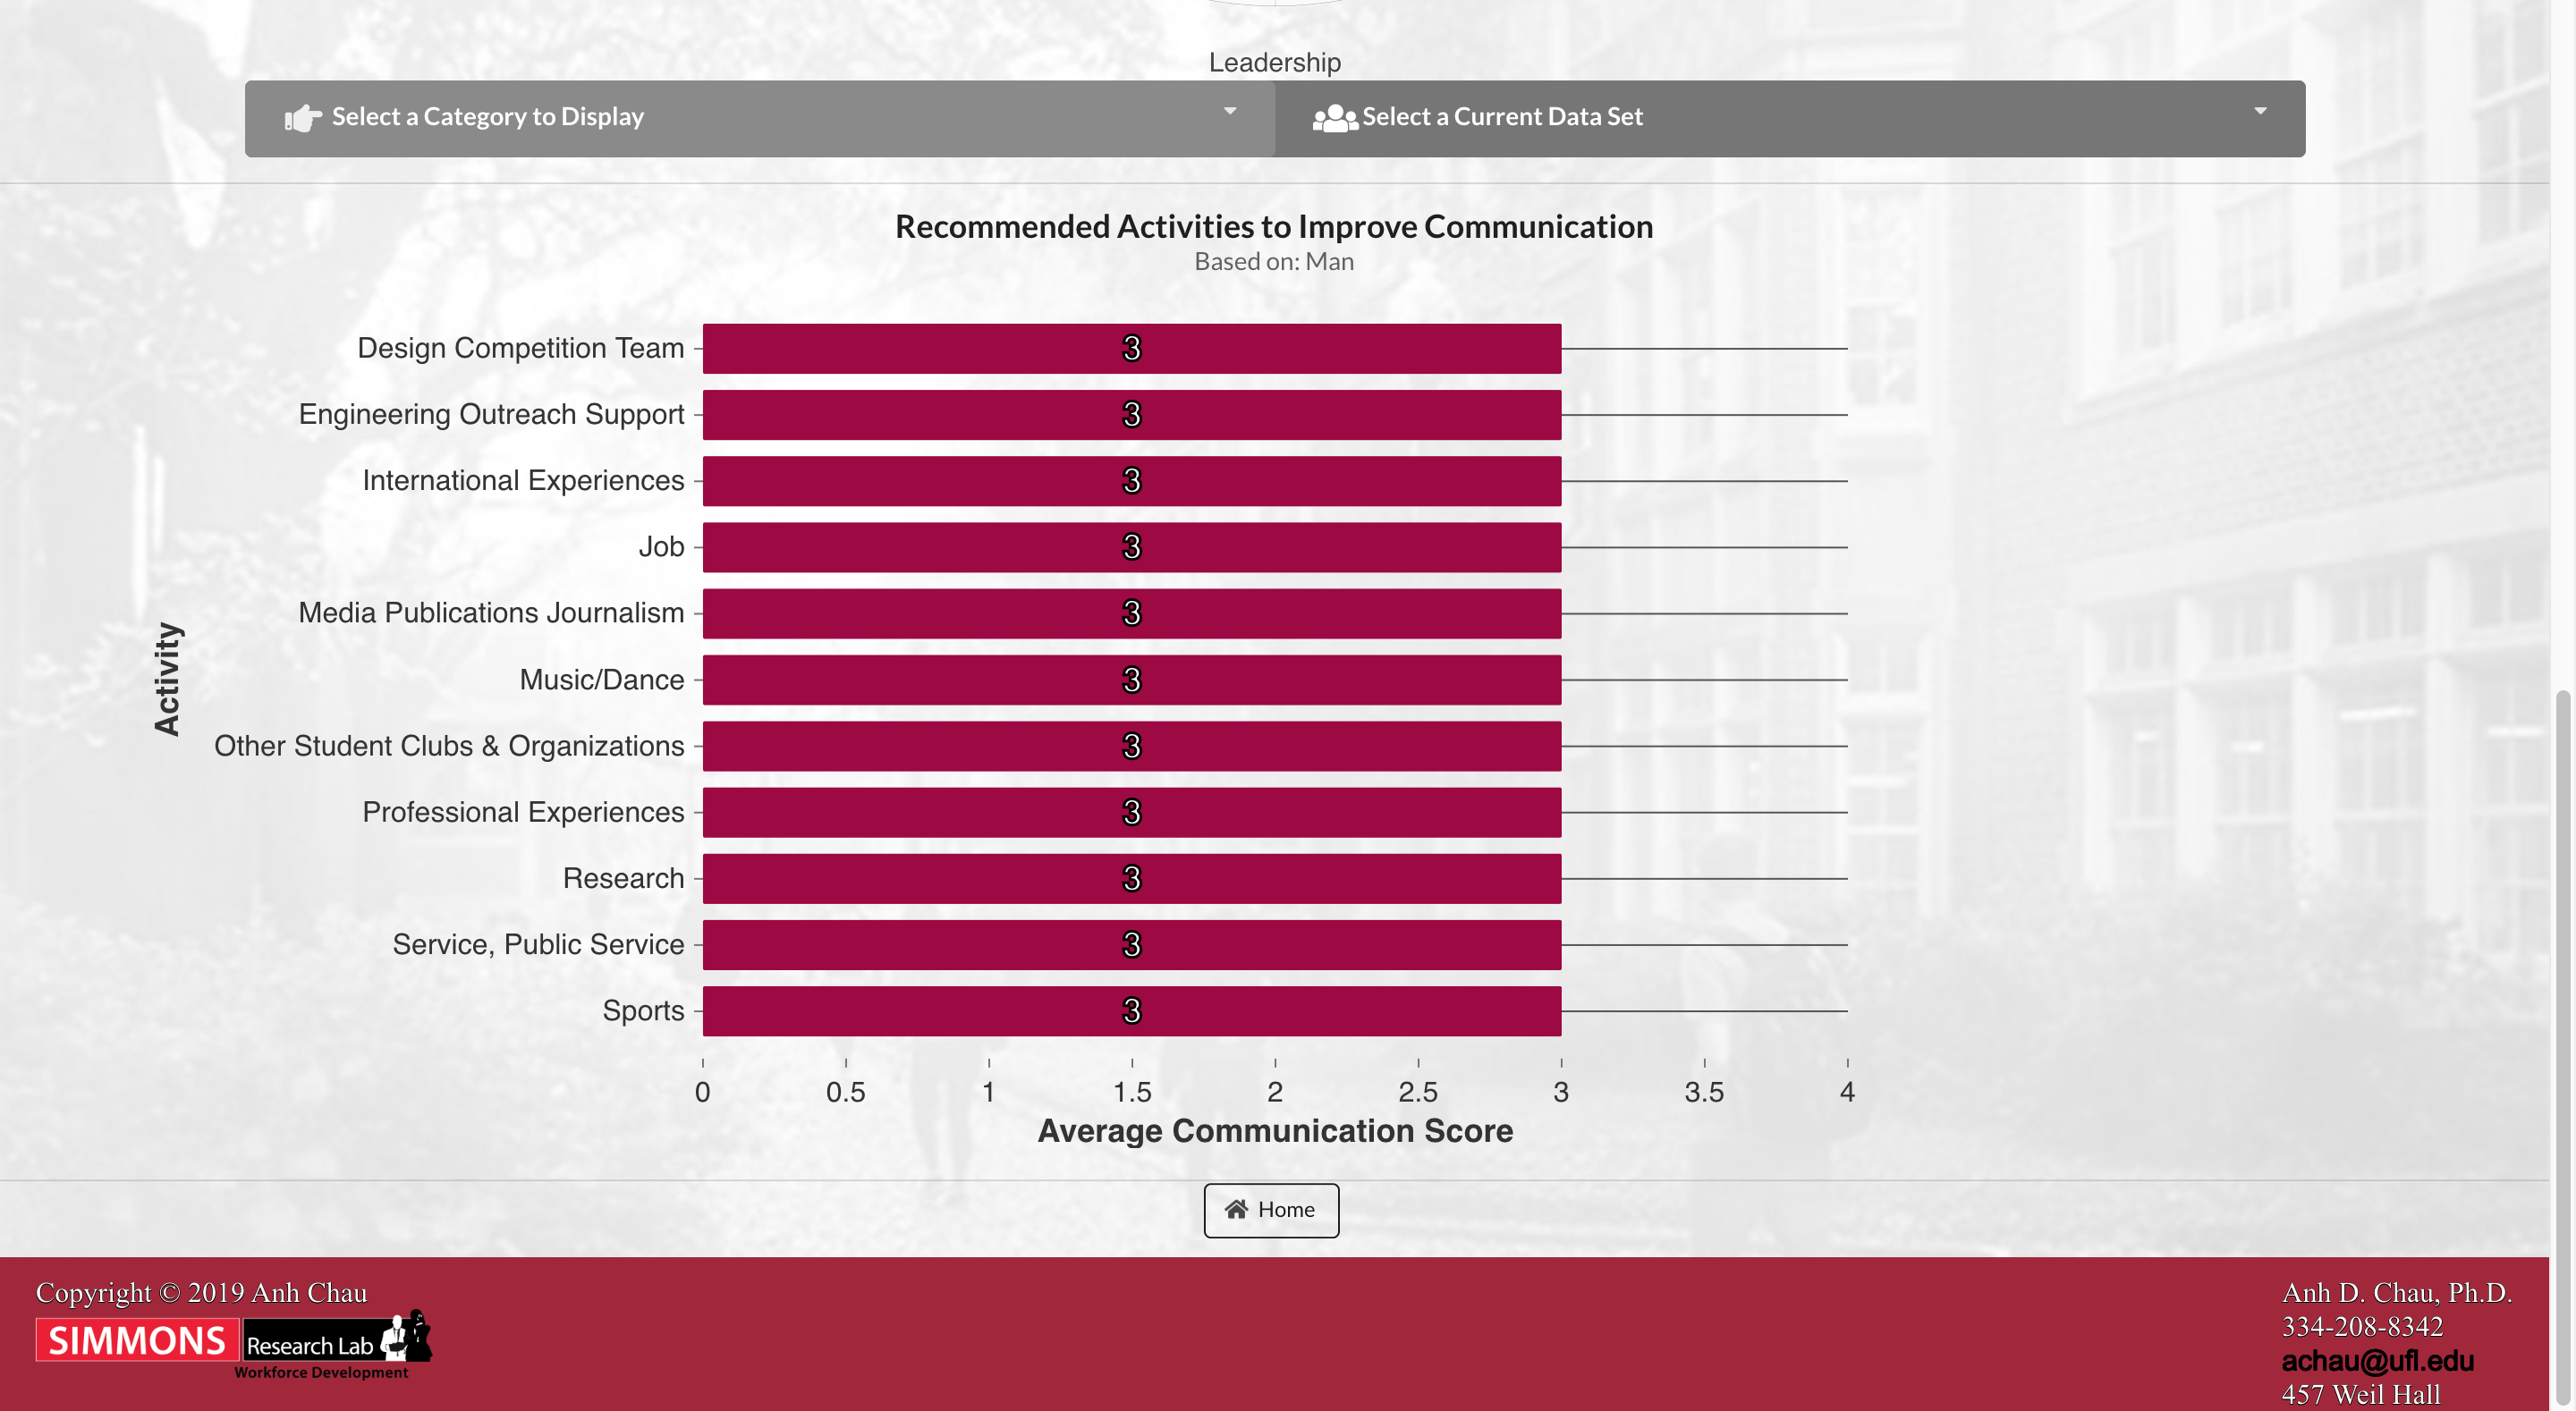 Leadership
Select a Category to Display
Select a Current Data Set
Recommended Activities to Improve Communication
Based on: Man
Activity
Design Competition Team 3
Engineering Outreach Support 3
International Experiences 3
Job 3
Media Publications Journalism 3
Music/Dance 3
Other Student Clubs & Organizations 3
Professional Experiences 3
Research 3
Service, Public Service 3
Sports 3
0 0.5 1 1.5 2 2.5 3 3.5 4
Average Communication Score
Home
Copyright © 2019 Anh Chau
SIMMONS Research Lab
Workforce Development
Anh D. Chau, Ph.D.
334-208-8342
achau@ufl.edu
457 Weil Hall